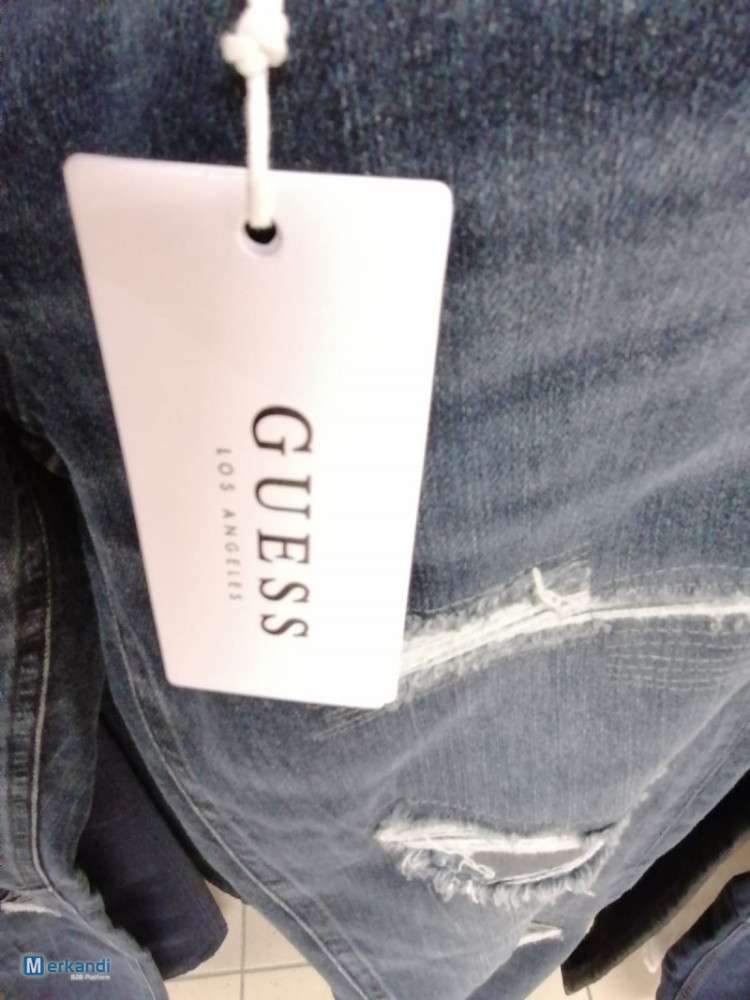 GUESS
LOS ANGELES
Merkandi
B2B Platform